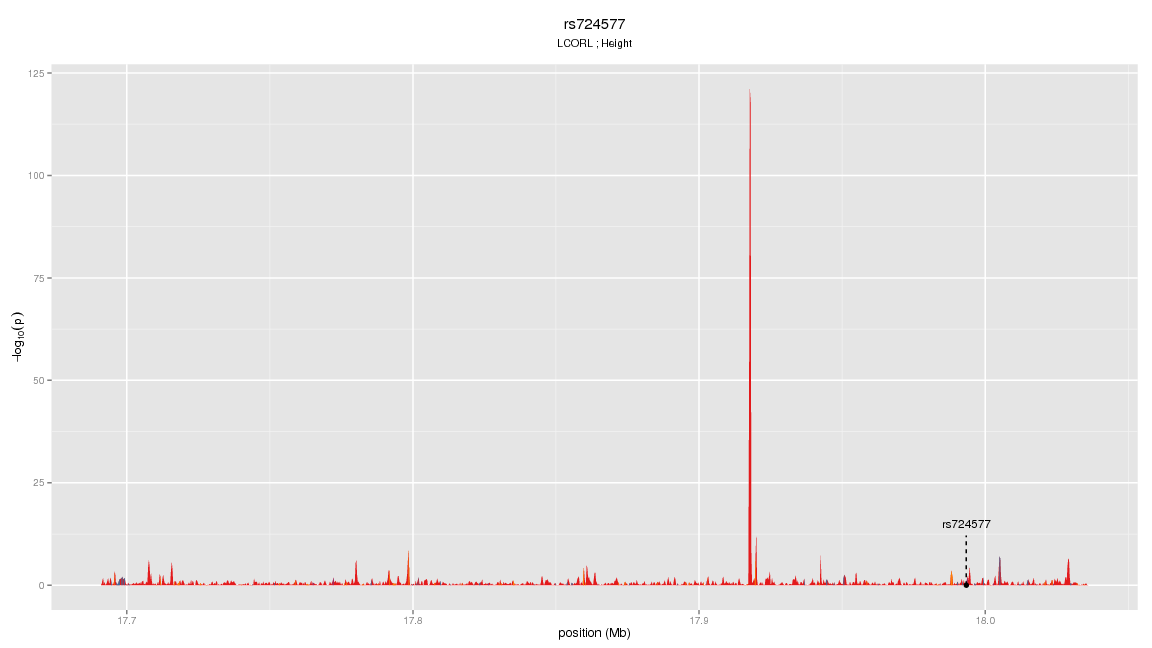 rs724577
LCORL ; Height
125
100
75
50
25
0
−log₁₀(p)
rs724577
17.7
17.8
17.9
18.0
position (Mb)